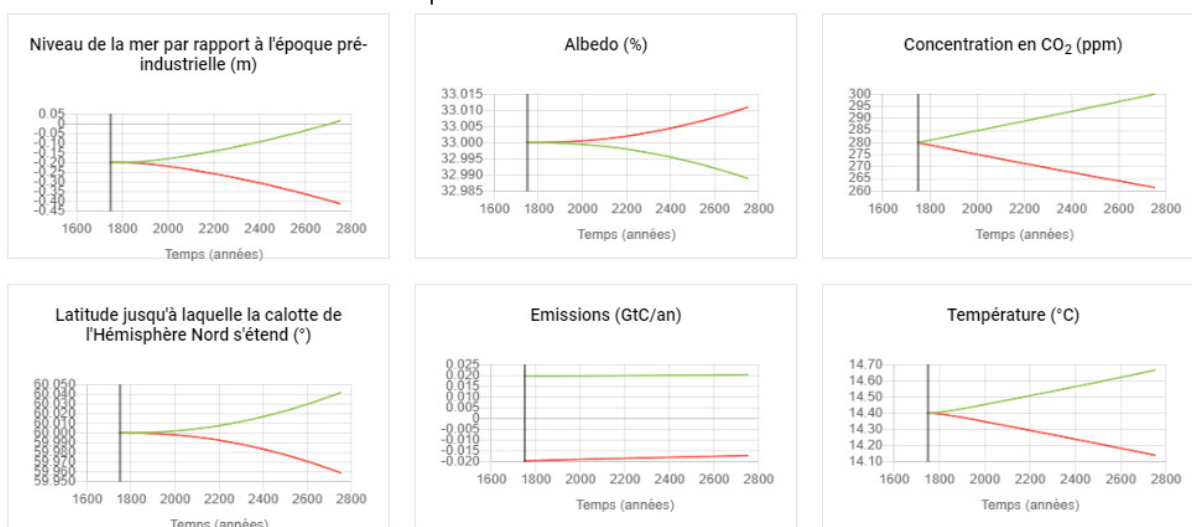 Niveau de la mer par rapport à l'époque pré-
industrielle (m)
0.05
0
-0.05
-0.10
-0.15
-0.20
-0.25
-0.30
-0.35
-0.40
-0.45
1600 1800 2000 2200 2400 2600 2800
Temps (années)
Albedo (%)
33.015
33.010
33.005
33.000
32.995
32.990
32.985
1600 1800 2000 2200 2400 2600 2800
Temps (années)
Concentration en CO₂ (ppm)
300
295
290
285
280
275
270
265
260
1600 1800 2000 2200 2400 2600 2800
Temps (années)
Latitude jusqu'à laquelle la calotte de
l'Hémisphère Nord s'étend (°)
60.050
60.040
60.030
60.020
60.010
60.000
59.990
59.980
59.970
59.960
59.950
1600 1800 2000 2200 2400 2600 2800
Temps (années)
Emissions (GtC/an)
0.025
0.020
0.015
0.010
0.005
0
-0.005
-0.010
-0.015
-0.020
1600 1800 2000 2200 2400 2600 2800
Temps (années)
Température (°C)
14.70
14.60
14.50
14.40
14.30
14.20
14.10
1600 1800 2000 2200 2400 2600 2800
Temps (années)